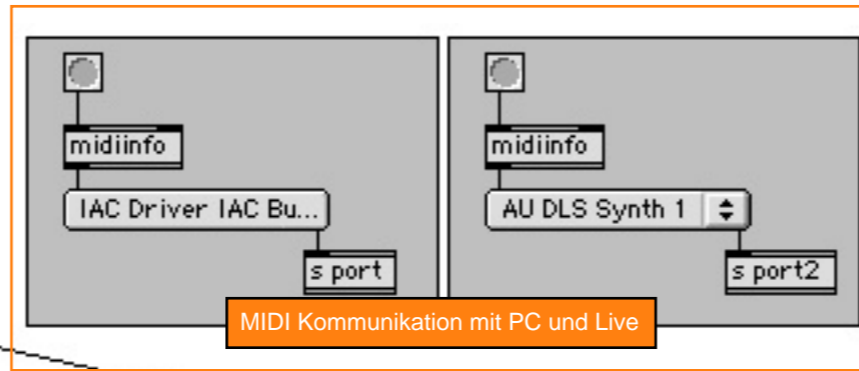 midiinfo
IAC Driver IAC Bu...
s port
midiinfo
AU DLS Synth 1
s port2
MIDI Kommunikation mit PC und Live